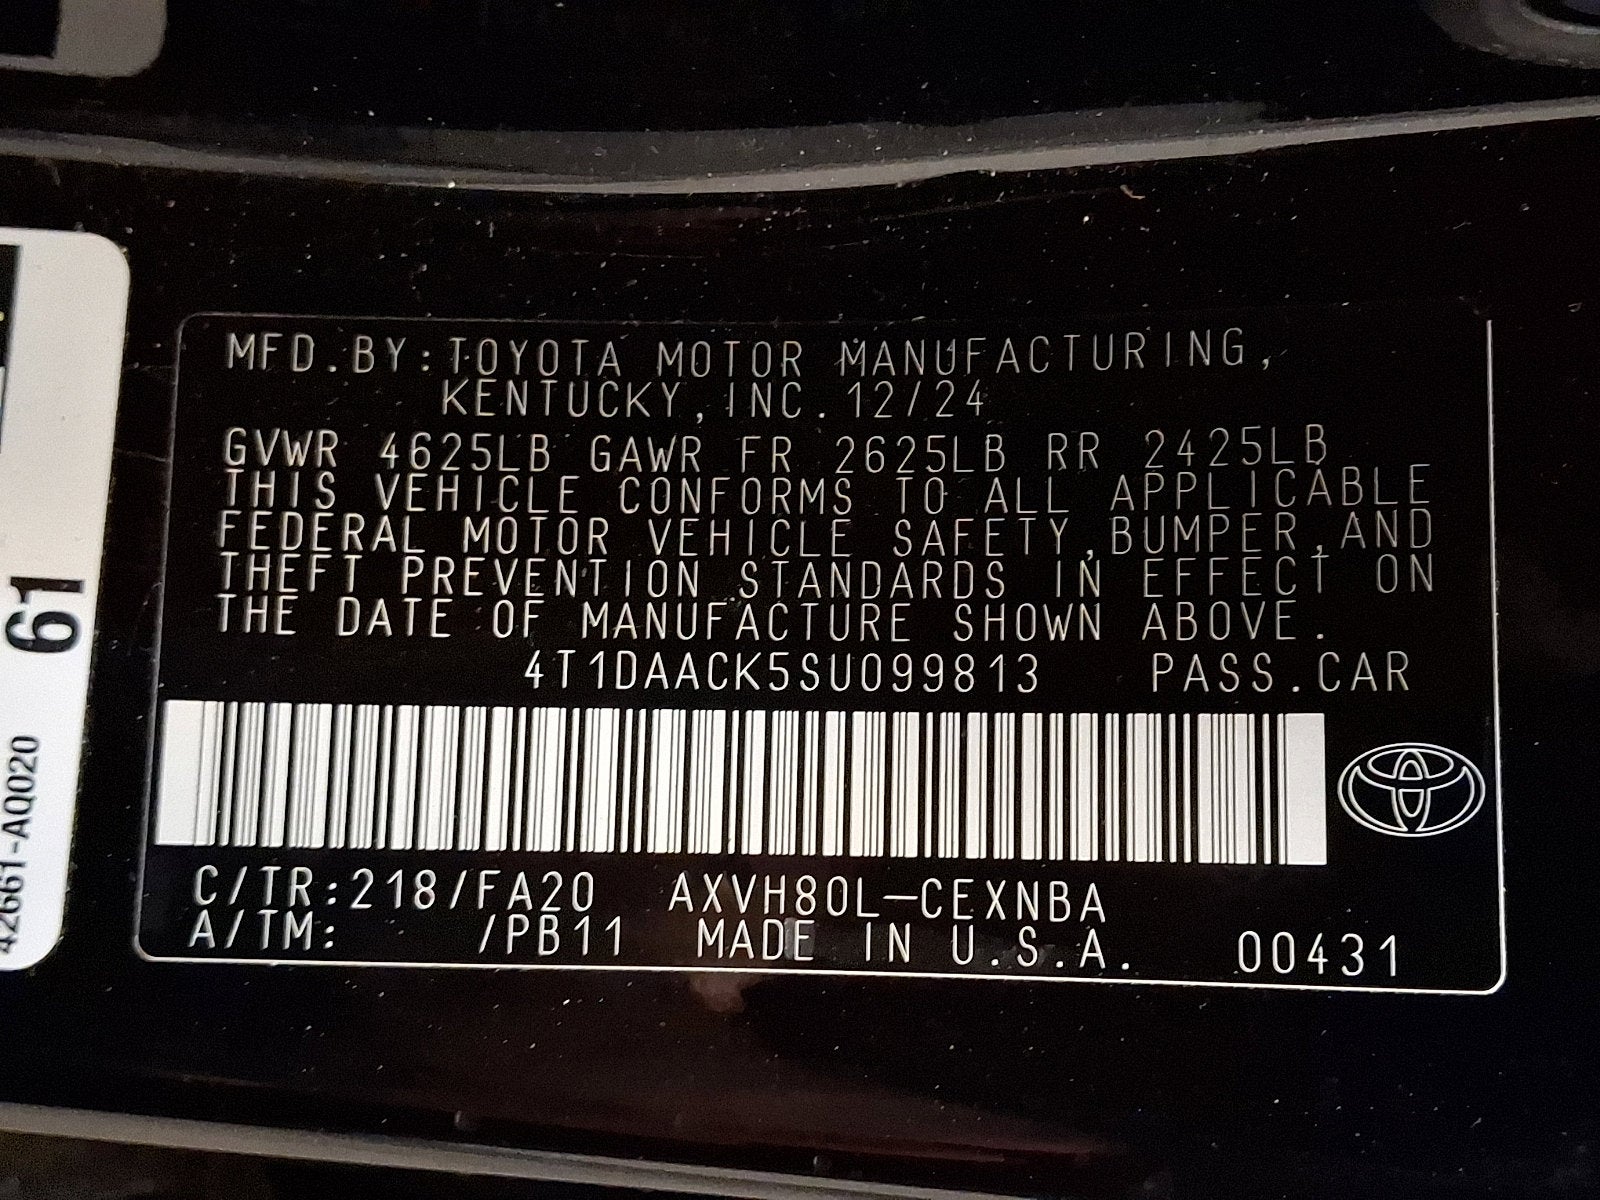 MFD.BY:TOYOTA MOTOR MANUFACTURING,
KENTUCKY,INC.12/24
GVWR 4625LB GAWR FR 2625LB RR 2425LB
THIS VEHICLE CONFORMS TO ALL APPLICABLE
FEDERAL MOTOR VEHICLE SAFETY,BUMPER,AND
THEFT PREVENTION STANDARDS IN EFFECT ON
THE DATE OF MANUFACTURE SHOWN ABOVE.
4T1DAACK5SU099813 PASS.CAR
C/TR:218/FA20 AXVH80L-CEXNBA
A/TM: /PB11 MADE IN U.S.A. 00431
61
42661-AQ020